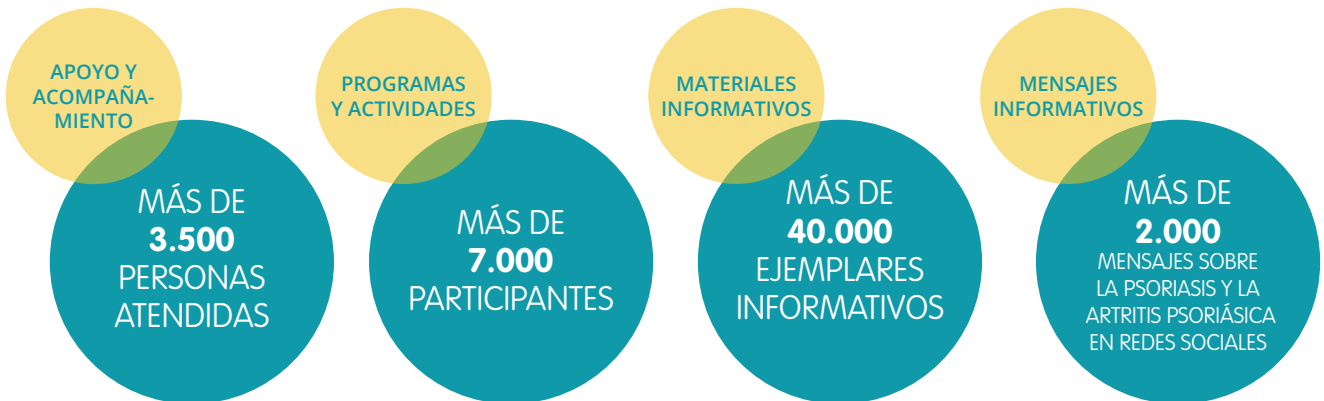 APOYO Y
ACOMPAÑA-
MIENTO
MÁS DE
3.500
PERSONAS
ATENDIDAS
PROGRAMAS
Y ACTIVIDADES
MÁS DE
7.000
PARTICIPANTES
MATERIALES
INFORMATIVOS
MÁS DE
40.000
EJEMPLARES
INFORMATIVOS
MENSAJES
INFORMATIVOS
MÁS DE
2.000
MENSAJES SOBRE
LA PSORIASIS Y LA
ARTRITIS PSORIÁSICA
EN REDES SOCIALES